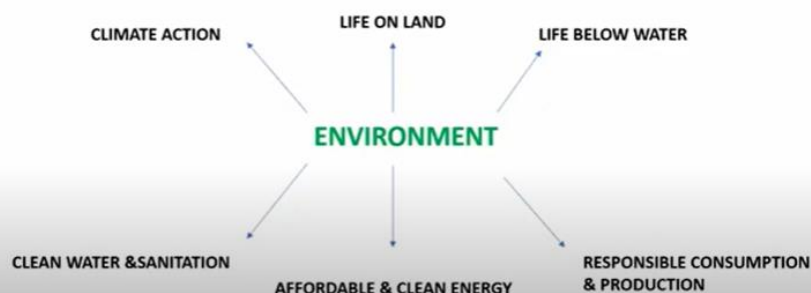 LIFE ON LAND
CLIMATE ACTION
LIFE BELOW WATER
ENVIRONMENT
CLEAN WATER &SANITATION
AFFORDABLE & CLEAN ENERGY
RESPONSIBLE CONSUMPTION
& PRODUCTION